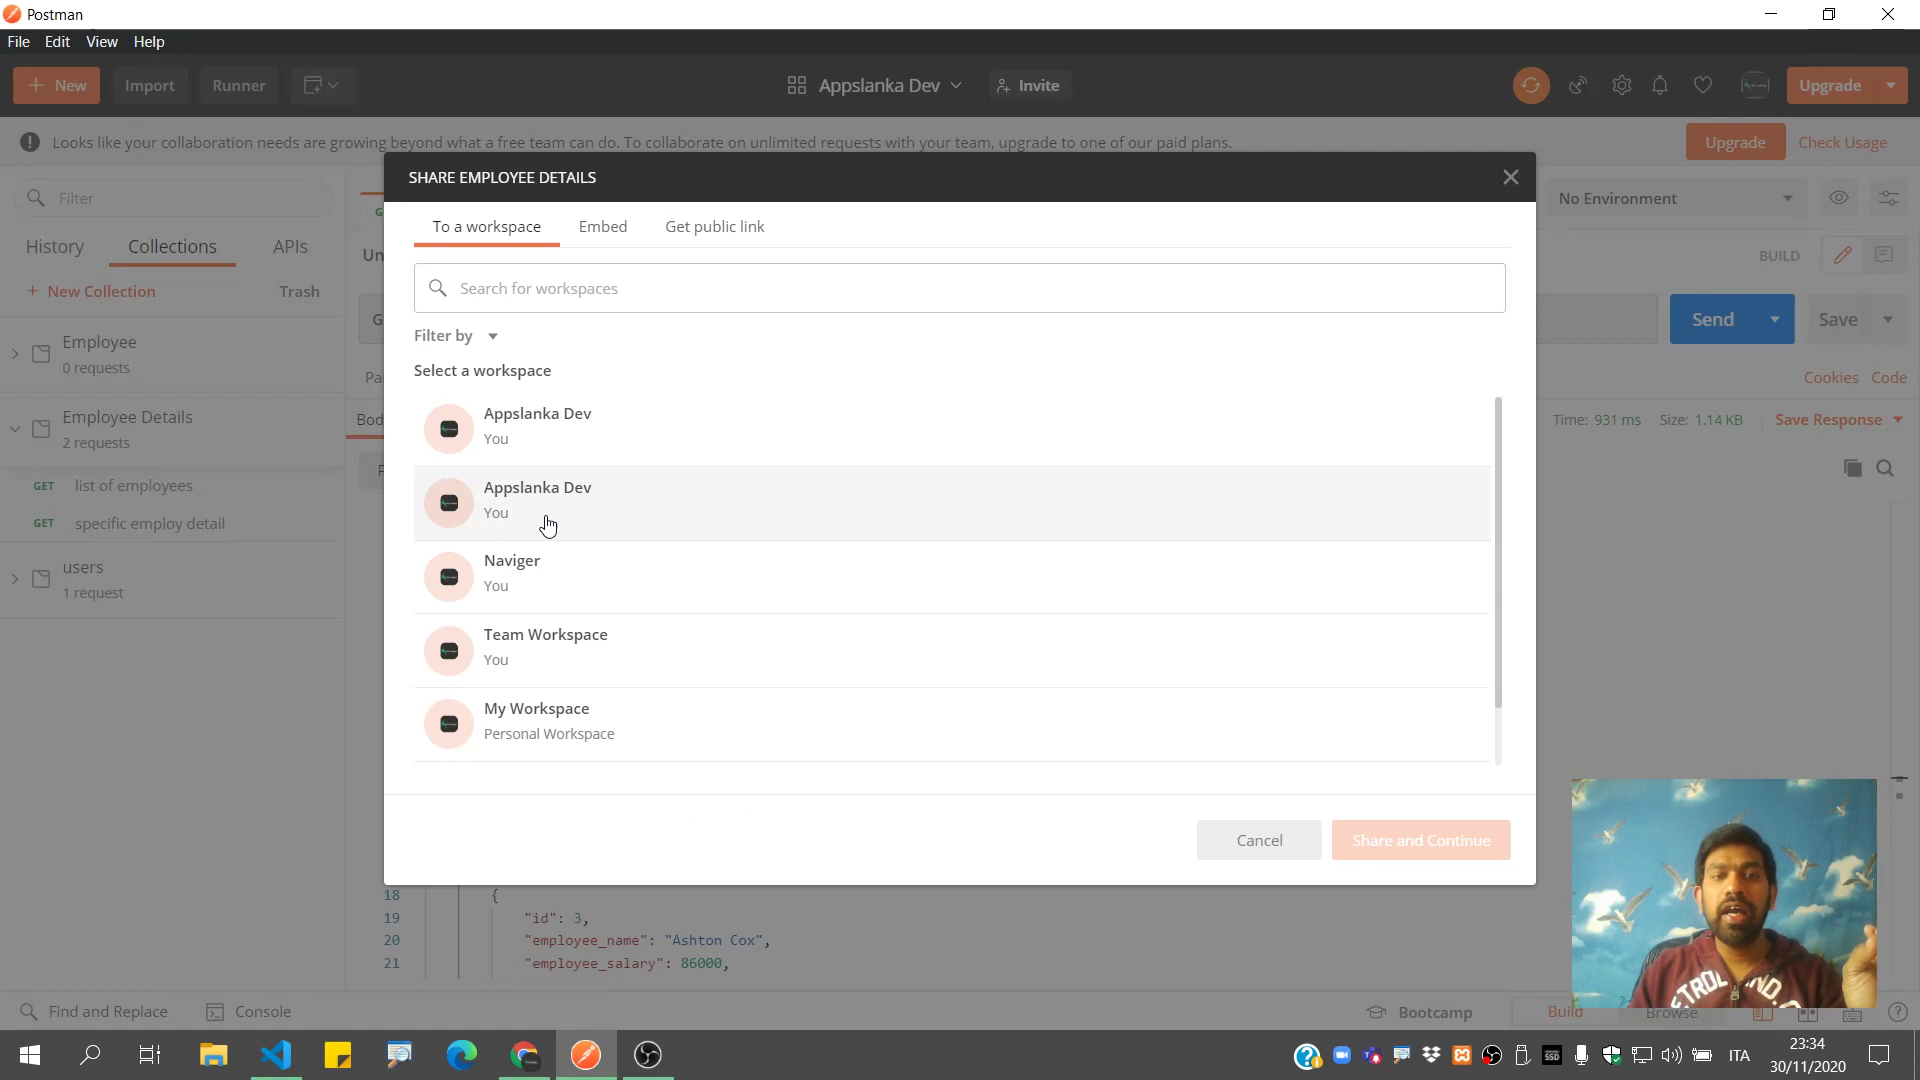 Postman
File Edit View Help
New Import Runner Appslanka Dev Invite Upgrade
Looks like your collaboration needs are growing beyond what a free team can do. To collaborate on unlimited requests with your team, upgrade to one of our paid plans. Upgrade Check Usage
SHARE EMPLOYEE DETAILS
Filter
No Environment
To a workspace Embed Get public link
History Collections APIs
Un
BUILD
+ New Collection Trash
Search for workspaces
G
Send Save
Filter by
Employee
0 requests
Select a workspace
Pa
Cookies Code
Employee Details
2 requests
Bod
Time: 931 ms Size: 1.14 KB Save Response
Appslanka Dev
You
P
GET list of employees
Appslanka Dev
You
GET specific employ detail
Naviger
You
users
1 request
Team Workspace
You
My Workspace
Personal Workspace
Cancel Share and Continue
18 {
19 "id": 3,
20 "employee_name": "Ashton Cox",
21 "employee_salary": 86000,
Find and Replace Console Bootcamp Build Browse
ITA
23:34
30/11/2020